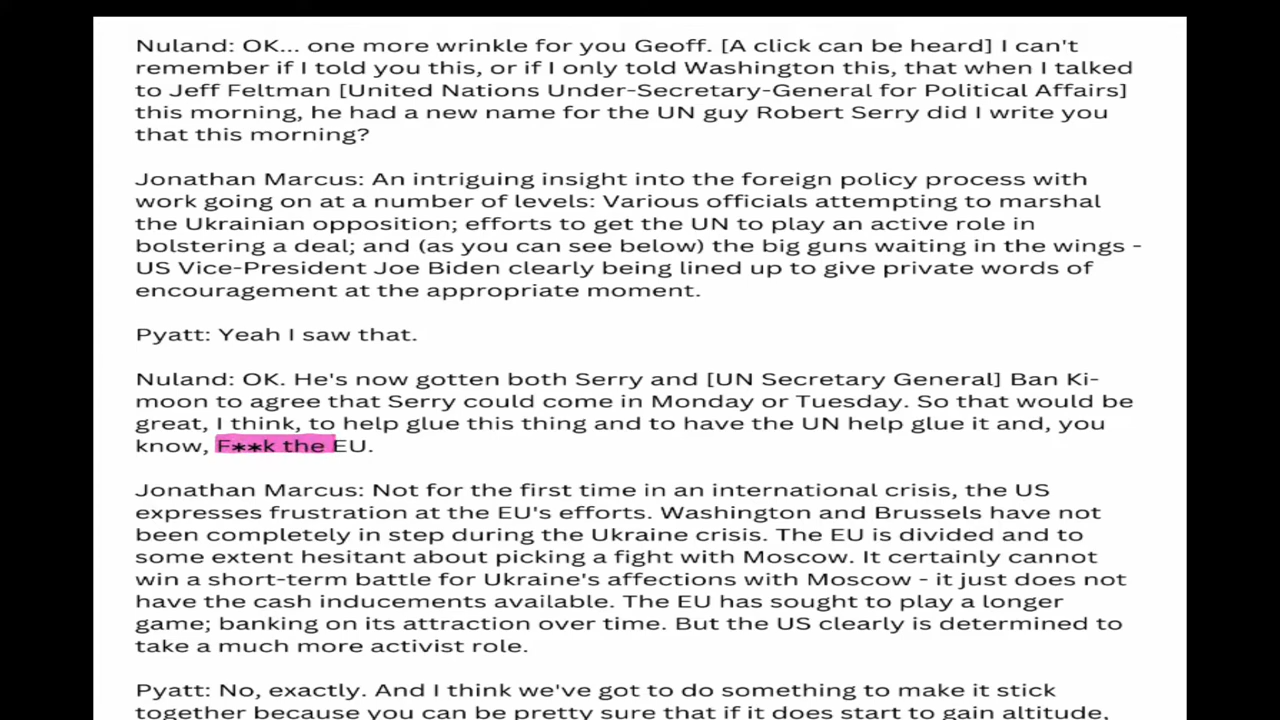 Nuland: OK... one more wrinkle for you Geoff. [A click can be heard] I can't
remember if I told you this, or if I only told Washington this, that when I talked
to Jeff Feltman [United Nations Under-Secretary-General for Political Affairs]
this morning, he had a new name for the UN guy Robert Serry did I write you
that this morning?
Jonathan Marcus: An intriguing insight into the foreign policy process with
work going on at a number of levels: Various officials attempting to marshal
the Ukrainian opposition; efforts to get the UN to play an active role in
bolstering a deal; and (as you can see below) the big guns waiting in the wings -
US Vice-President Joe Biden clearly being lined up to give private words of
encouragement at the appropriate moment.
Pyatt: Yeah I saw that.
Nuland: OK. He's now gotten both Serry and [UN Secretary General] Ban Ki-
moon to agree that Serry could come in Monday or Tuesday. So that would be
great, I think, to help glue this thing and to have the UN help glue it and, you
know, F**k the EU.
Jonathan Marcus: Not for the first time in an international crisis, the US
expresses frustration at the EU's efforts. Washington and Brussels have not
been completely in step during the Ukraine crisis. The EU is divided and to
some extent hesitant about picking a fight with Moscow. It certainly cannot
win a short-term battle for Ukraine's affections with Moscow - it just does not
have the cash inducements available. The EU has sought to play a longer
game; banking on its attraction over time. But the US clearly is determined to
take a much more activist role.
Pyatt: No, exactly. And I think we've got to do something to make it stick
together because you can be pretty sure that if it does start to gain altitude,